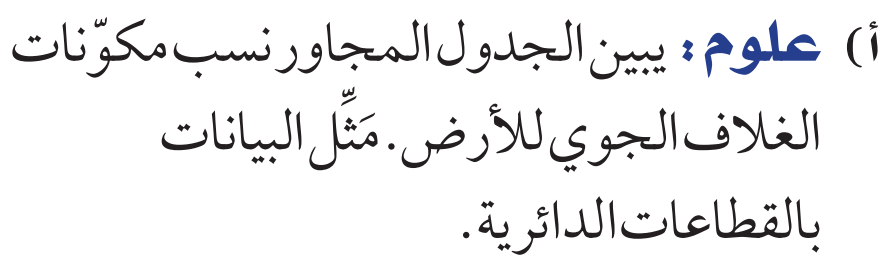 أ) علوم: يبين الجدول المجاور نسب مكوّنات
الغلاف الجوي للأرض. مَثِّل البيانات
بالقطاعات الدائرية.